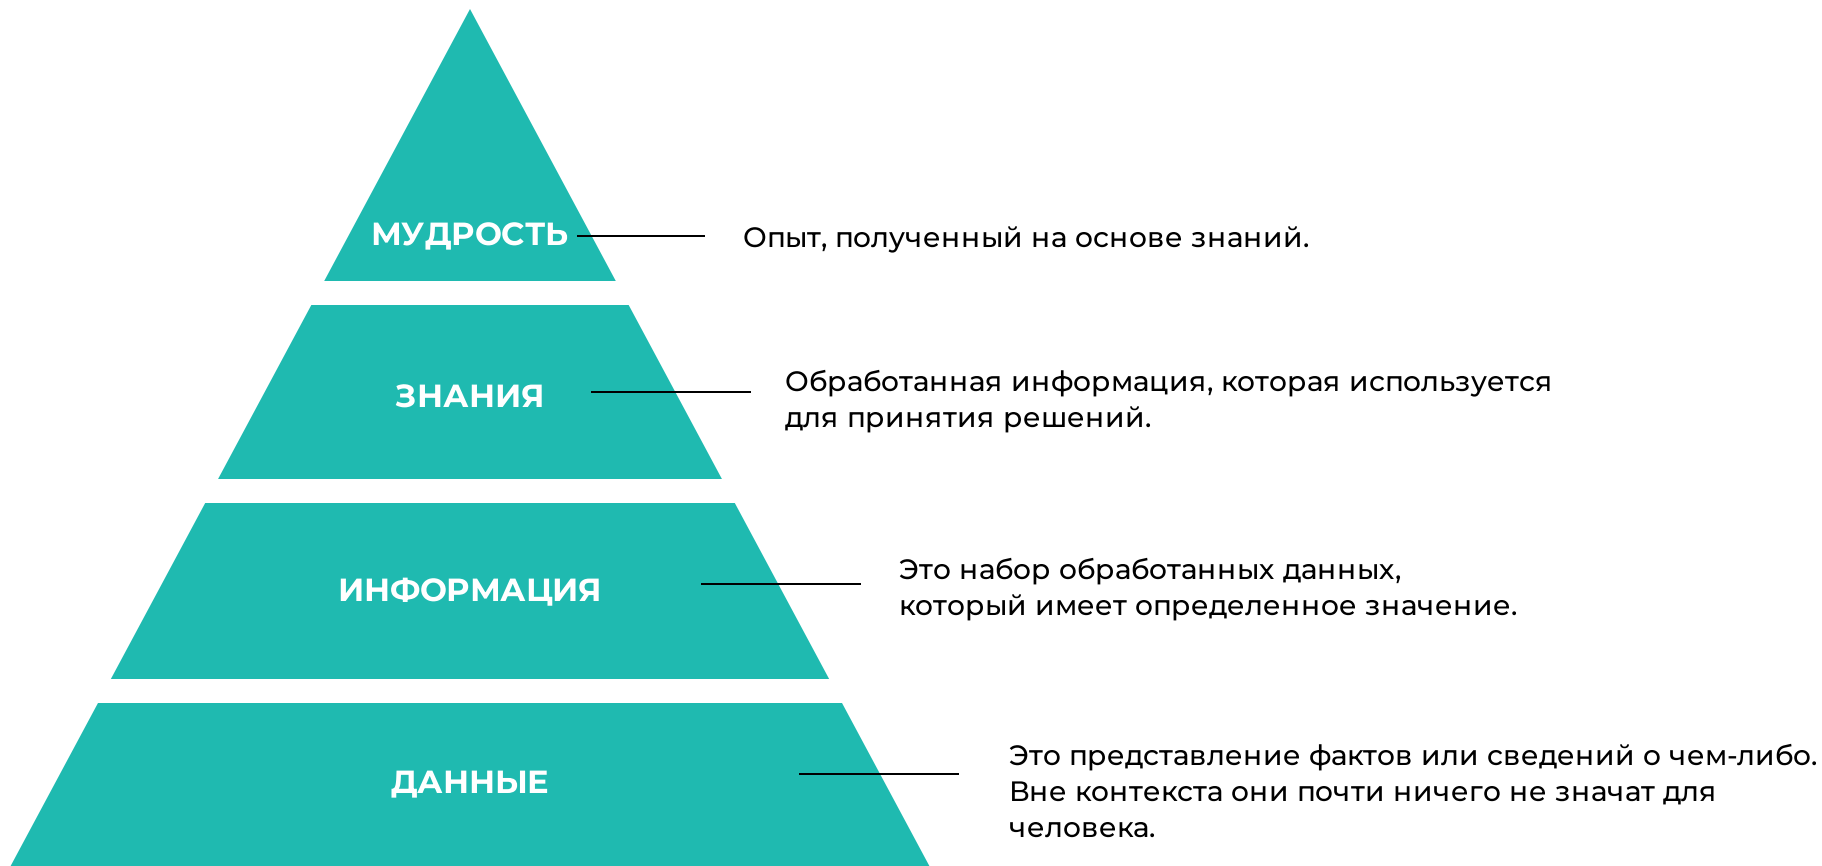 МУДРОСТЬ
Опыт, полученный на основе знаний.
ЗНАНИЯ
Обработанная информация, которая используется
для принятия решений.
ИНФОРМАЦИЯ
Это набор обработанных данных,
который имеет определенное значение.
ДАННЫЕ
Это представление фактов или сведений о чем-либо.
Вне контекста они почти ничего не значат для
человека.